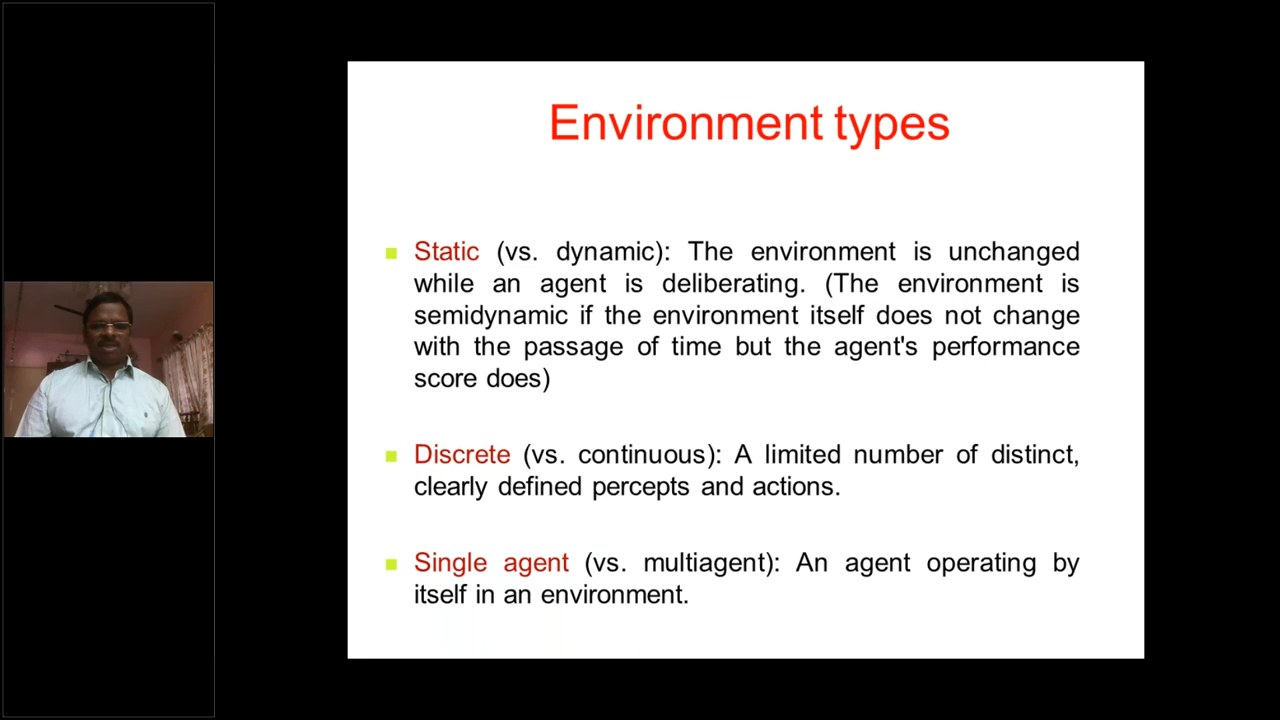 Environment types
Static (vs. dynamic): The environment is unchanged
while an agent is deliberating. (The environment is
semidynamic if the environment itself does not change
with the passage of time but the agent's performance
score does)
Discrete (vs. continuous): A limited number of distinct,
clearly defined percepts and actions.
Single agent (vs. multiagent): An agent operating by
itself in an environment.